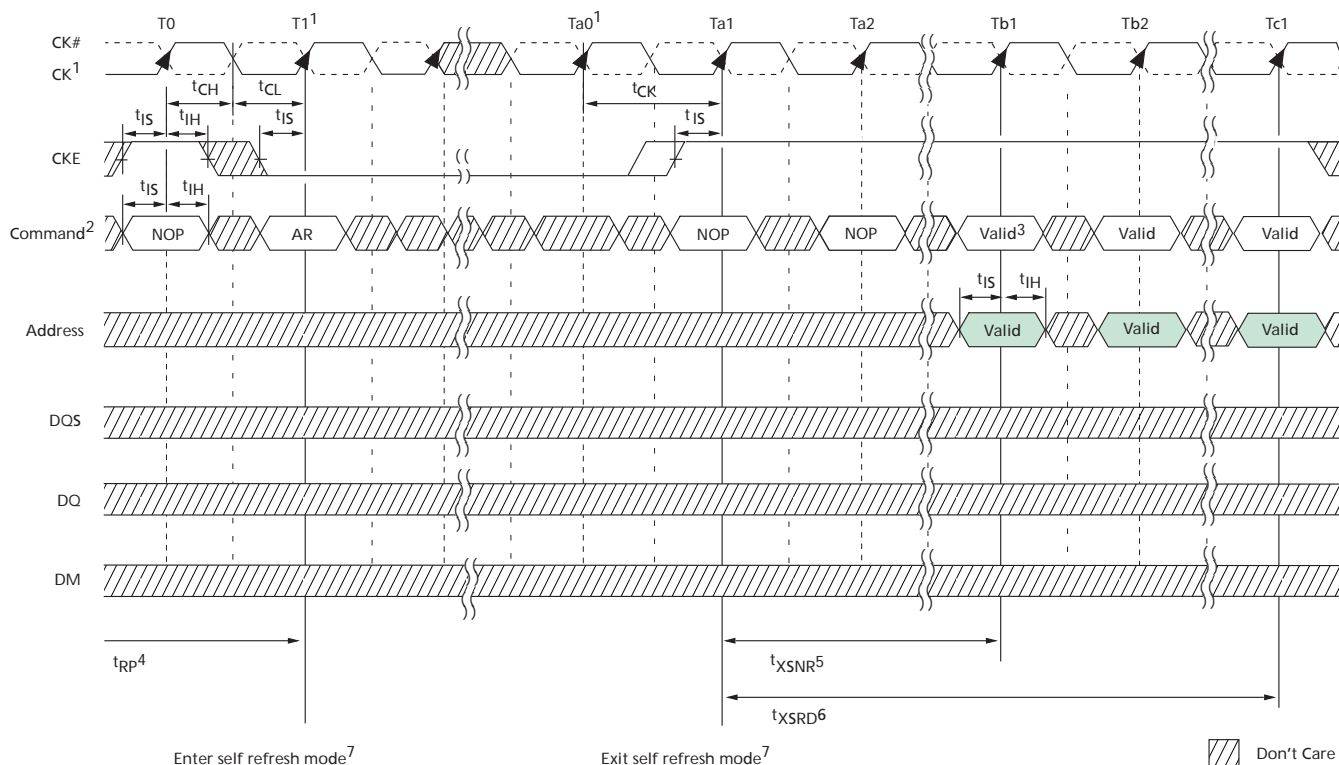 T0 T1¹ Ta0¹ Ta1 Ta2 Tb1 Tb2 Tc1
CK#
CK¹
tCH tCL tCK
tIS tIH tIS tIS
CKE
tIS tIH
Command² NOP AR NOP NOP Valid³ Valid Valid
tIS tIH
Address Valid Valid Valid
DQS
DQ
DM
tRP⁴ tXSNR⁵
tXSRD⁶
Enter self refresh mode⁷ Exit self refresh mode⁷ Don't Care